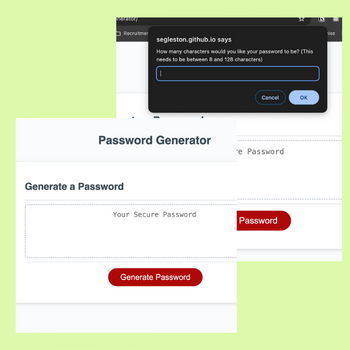 nerator/
Recruitmen
segleston.github.io says
How many characters would you like your password to be? (This
needs to be between 8 and 128 characters)
Cancel
OK
re Password
Password
Password Generator
Generate a Password
Your Secure Password
Generate Password